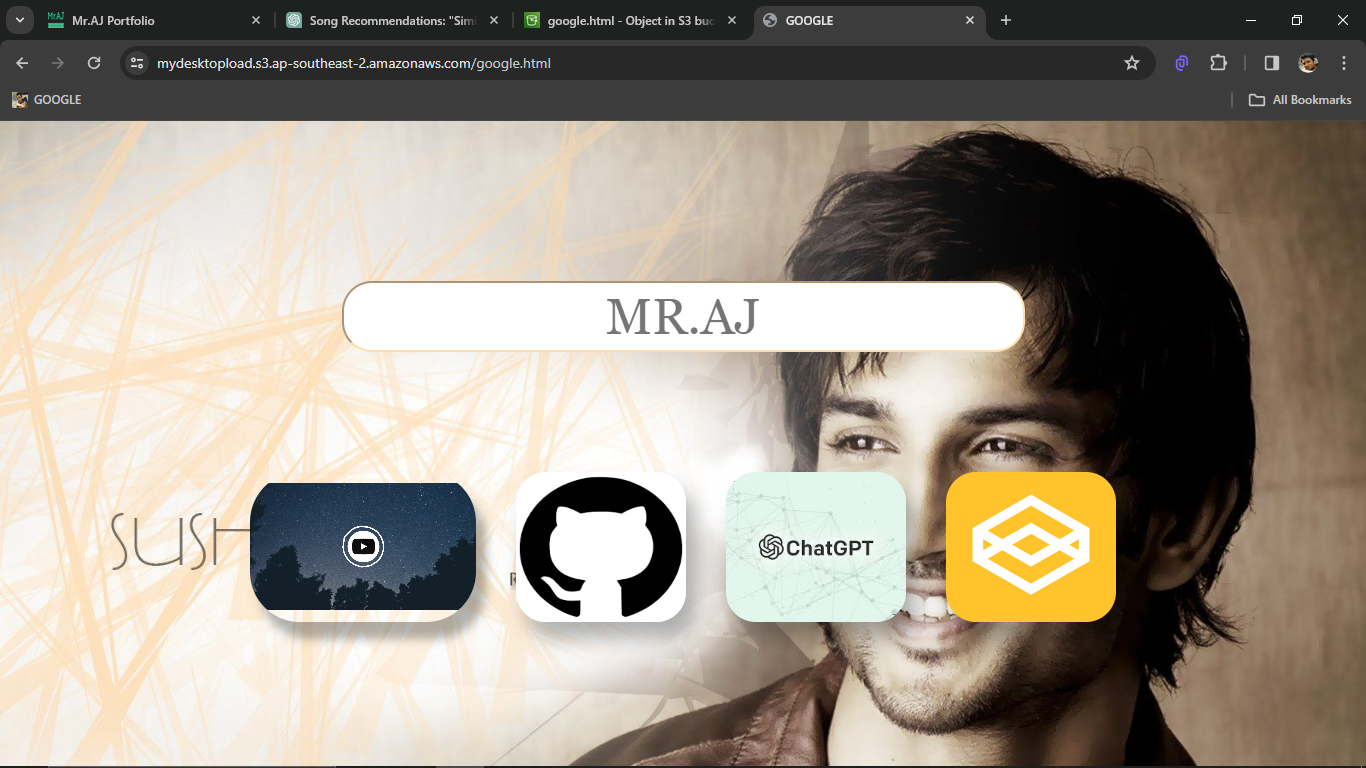 Mr.AJ Portfolio
Song Recommendations: "Simi
google.html - Object in S3 buc
GOOGLE
mydesktopload.s3.ap-southeast-2.amazonaws.com/google.html
GOOGLE
All Bookmarks
MR.AJ
SUSH
R
ChatGPT